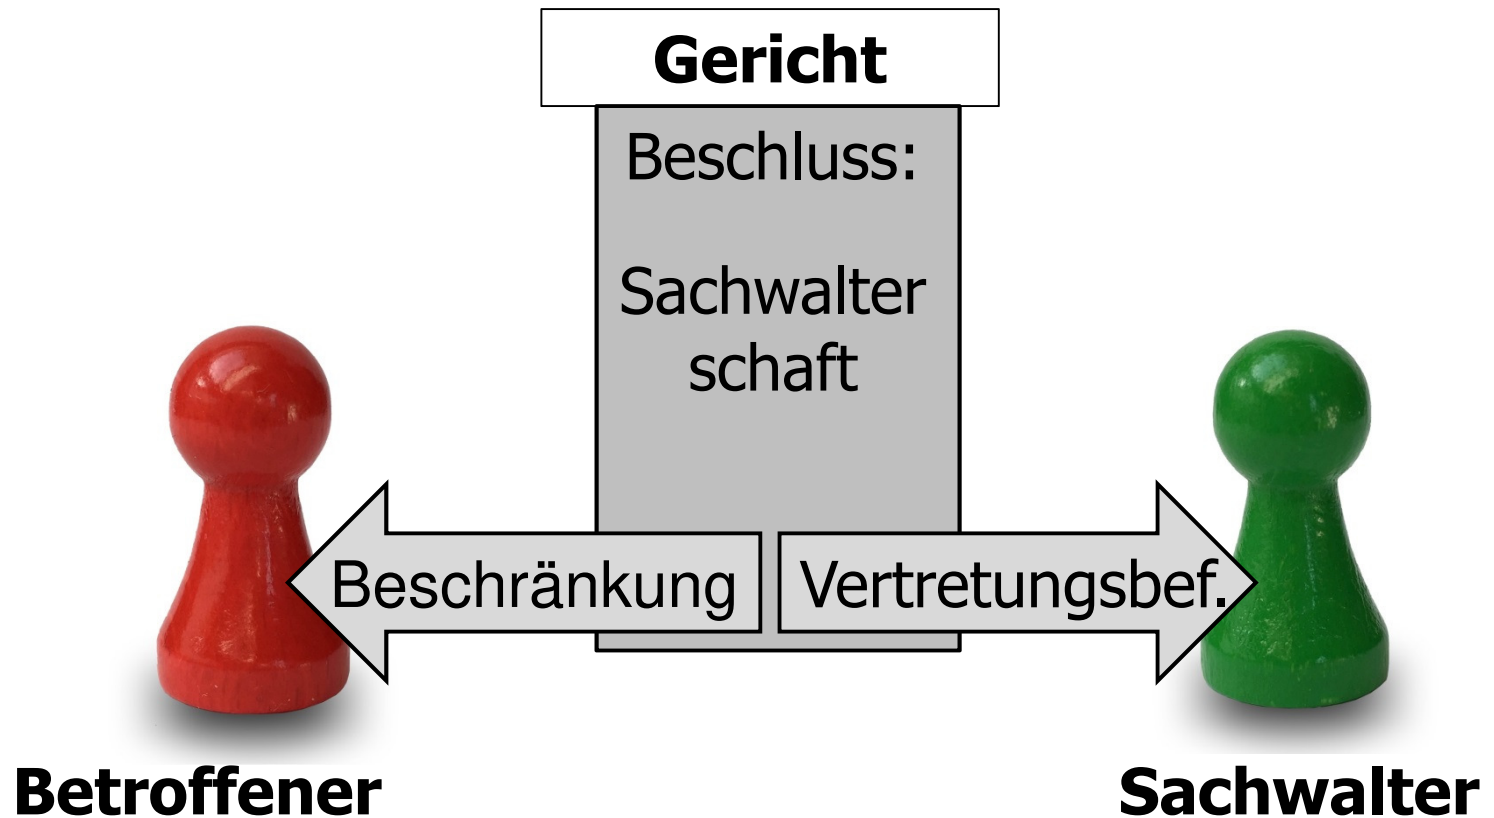 Gericht
Beschluss:
Sachwalter
schaft
Beschränkung
Vertretungsbef.
Betroffener
Sachwalter